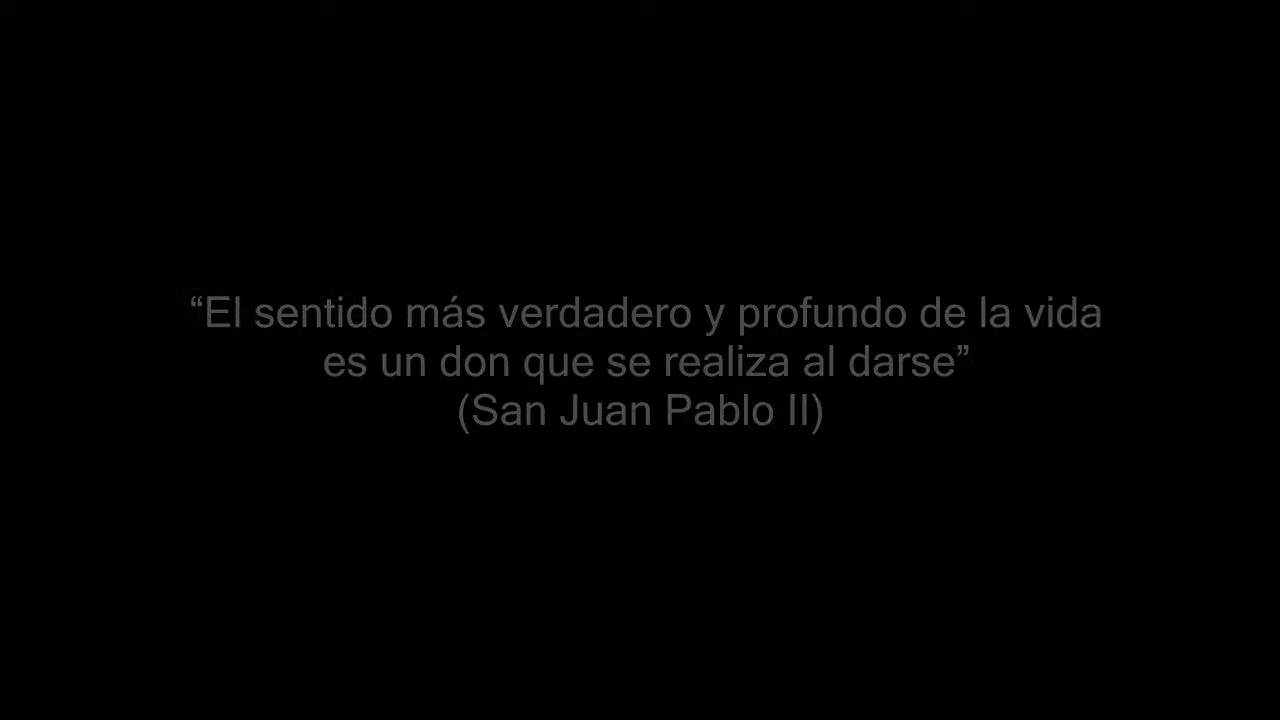 “El sentido más verdadero y profundo de la vida
es un don que se realiza al darse”
(San Juan Pablo II)